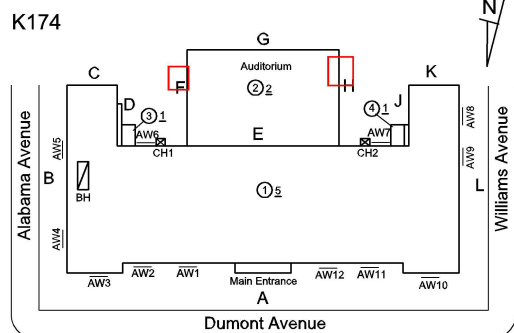 K174
N
G
C
Auditorium
K
F
② 2
H
D
③ 1
④ 1
J
AW6
E
AW7
AW8
CH1
CH2
AW5
AW9
Alabama Avenue
B
BH
① 5
L
Williams Avenue
AW4
AW3
AW2
AW1
Main Entrance
AW12
AW11
AW10
A
Dumont Avenue